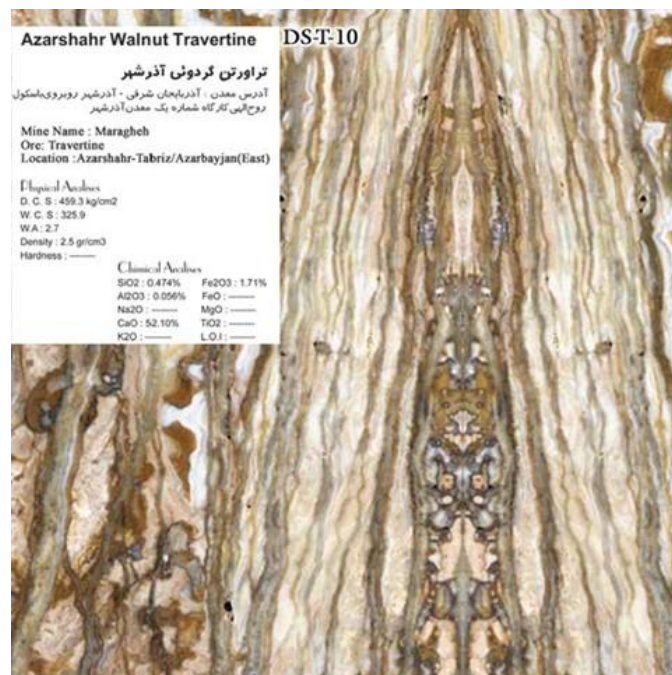 Azarshahr Walnut Travertine
DS-T-10
تراورتن گردوئی آذرشهر
آدرس معدن : آذربایجان شرقی - آذرشهر روبروی باسکول
روح الهی کارگاه شماره یک معدن آذرشهر
Mine Name : Maragheh
Ore: Travertine
Location :Azarshahr-Tabriz/Azarbayjan(East)
Physical Analises
D. C. S : 459.3 kg/cm2
W. C. S : 325.9
W.A : 2.7
Density : 2.5 gr/cm3
Hardness : --------
Chimical Analises
SiO2 : 0.474% Fe2O3 : 1.71%
Al2O3 : 0.056% FeO : --------
Na2O : -------- MgO : --------
CaO : 52.10% TiO2 : --------
K2O : -------- L.O.I : --------